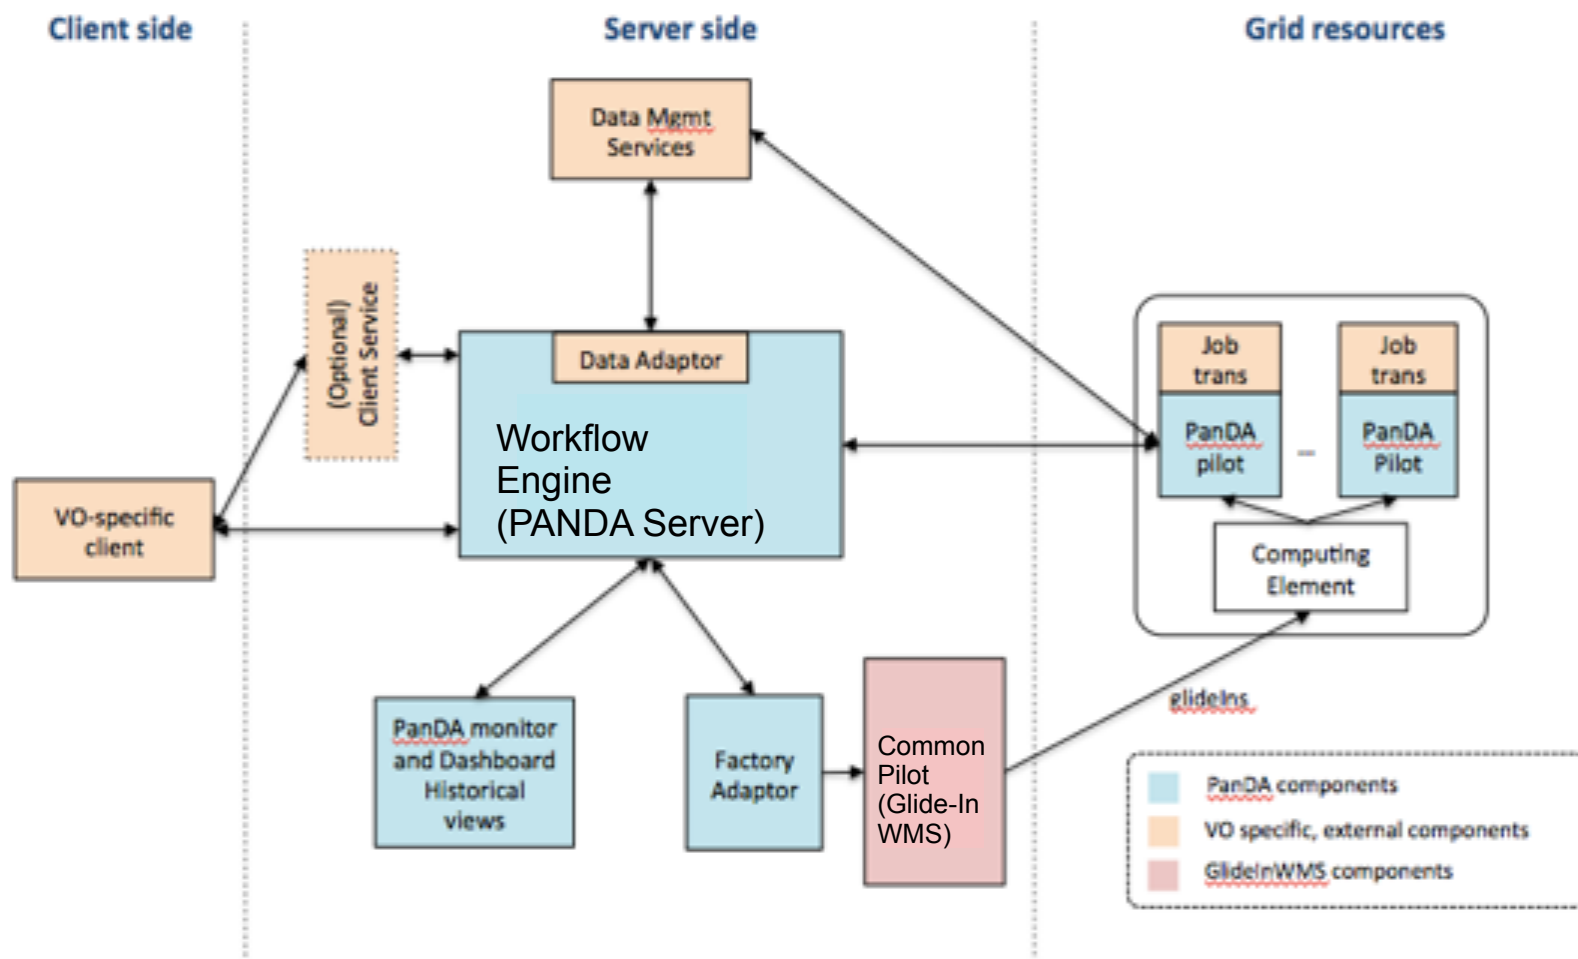 Client side
Server side
Grid resources
Data Mgmt
Services
(Optional)
Client Service
Data Adaptor
Workflow
Engine
(PANDA Server)
VO-specific
client
Job
trans
PanDA
pilot
...
Job
trans
PanDA
Pilot
Computing
Element
glideIns
PanDA monitor
and Dashboard
Historical
views
Factory
Adaptor
Common
Pilot
(Glide-In
WMS)
PanDA components
VO specific, external components
GlideInWMS components